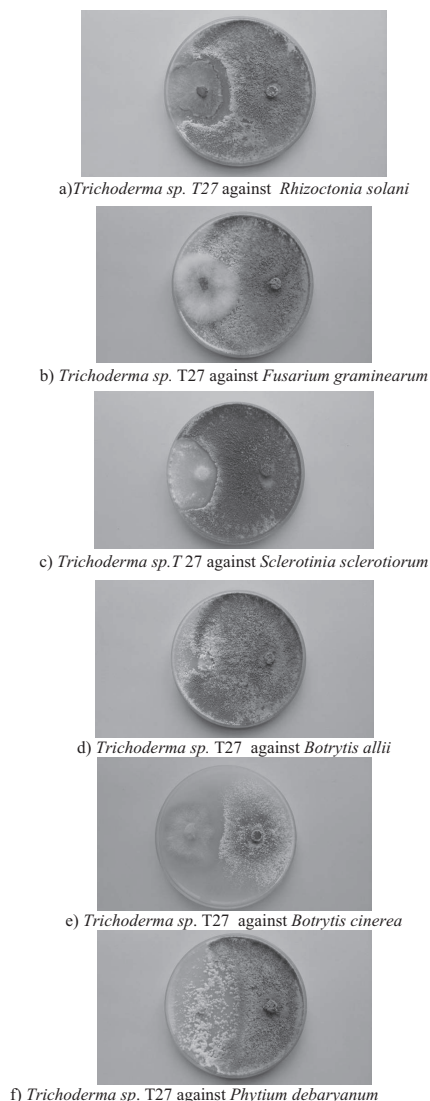 a)Trichoderma sp. T27 against Rhizoctonia solani
b) Trichoderma sp. T27 against Fusarium graminearum
c) Trichoderma sp.T 27 against Sclerotinia sclerotiorum
d) Trichoderma sp. T27 against Botrytis allii
e) Trichoderma sp. T27 against Botrytis cinerea
f) Trichoderma sp. T27 against Phytium debaryanum